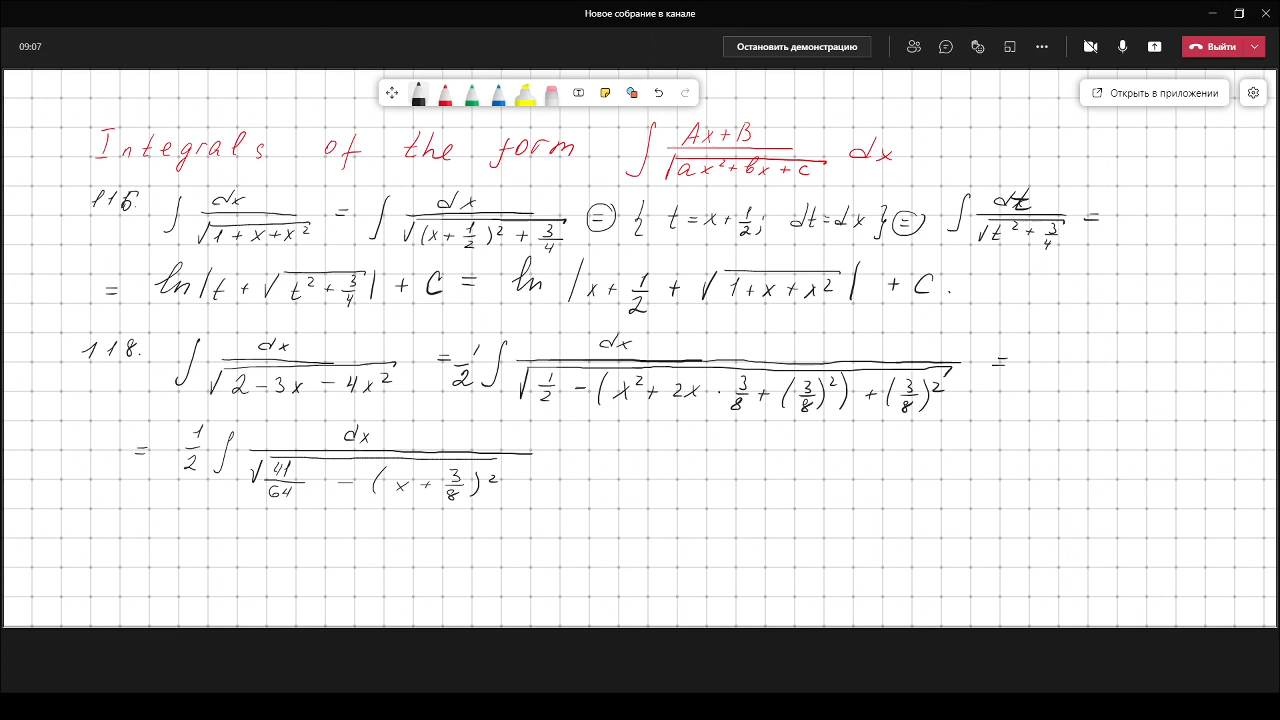 Новое собрание в канале
09:07 Остановить демонстрацию Выйти
Открыть в приложении
Integrals of the form ∫ (Ax+B)/√(ax²+bx+c) dx
115. ∫ dx/√(1+x+x²) = ∫ dx/√((x+1/2)²+3/4) ⊜ { t=x+1/2; dt=dx } ⊜ ∫ dt/√(t²+3/4) =
= ln|t+√(t²+3/4)| + C = ln|x+1/2+√(1+x+x²)| + C.
118. ∫ dx/√(2-3x-4x²) = 1/2 ∫ dx/√(1/2-(x²+2x·3/8+(3/8)²)+(3/8)²) =
= 1/2 ∫ dx/√(41/64-(x+3/8)²)